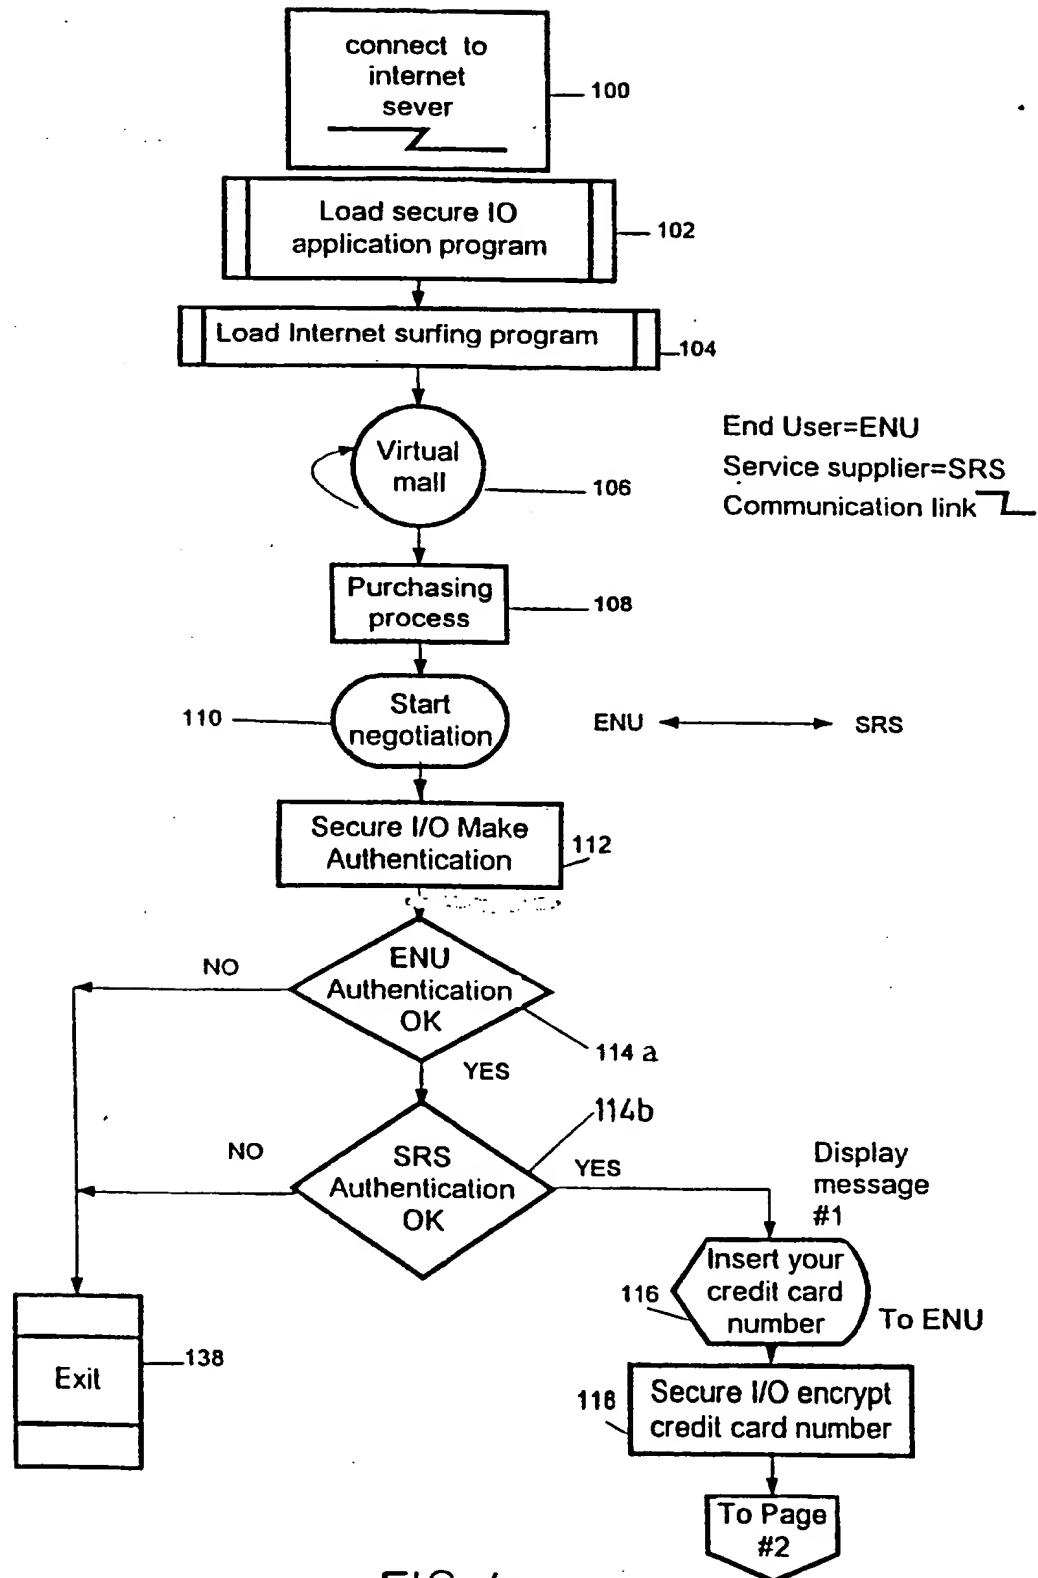 connect to
internet
sever
100
Load secure IO
application program
102
Load Internet surfing program
104
Virtual
mall
106
End User=ENU
Service supplier=SRS
Communication link
Purchasing
process
108
110
Start
negotiation
ENU
SRS
Secure I/O Make
Authentication
112
NO
ENU
Authentication
OK
114 a
YES
114b
NO
SRS
Authentication
OK
YES
Display
message
#1
Insert your
credit card
number
116
To ENU
Exit
138
Secure I/O encrypt
credit card number
118
To Page
#2